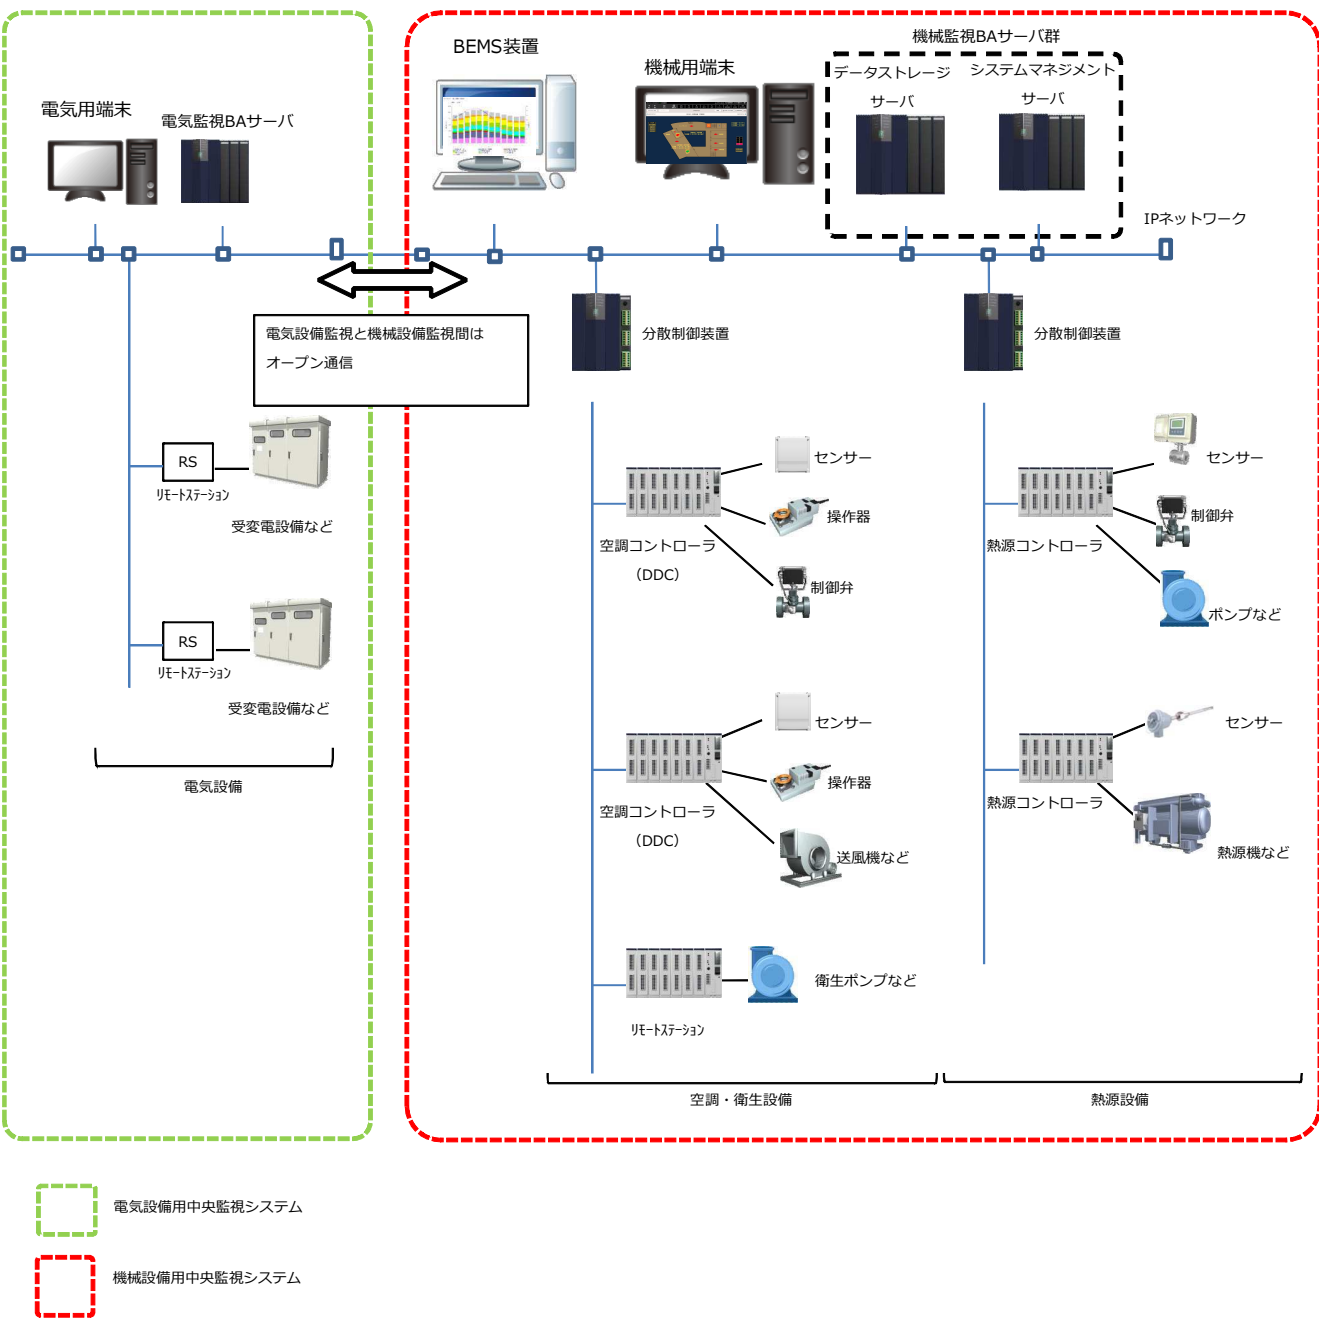 機械監視BAサーバ群
BEMS装置
機械用端末
データストレージ
サーバ
システムマネジメント
サーバ
電気用端末
電気監視BAサーバ
IPネットワーク
電気設備監視と機械設備監視間は
オープン通信
分散制御装置
分散制御装置
RS
ﾘﾓｰﾄｽﾃｰｼｮﾝ
受変電設備など
RS
ﾘﾓｰﾄｽﾃｰｼｮﾝ
受変電設備など
電気設備
センサー
操作器
空調コントローラ
（DDC）
制御弁
センサー
操作器
空調コントローラ
（DDC）
送風機など
衛生ポンプなど
ﾘﾓｰﾄｽﾃｰｼｮﾝ
空調・衛生設備
センサー
制御弁
熱源コントローラ
ポンプなど
センサー
熱源コントローラ
熱源機など
熱源設備
電気設備用中央監視システム
機械設備用中央監視システム